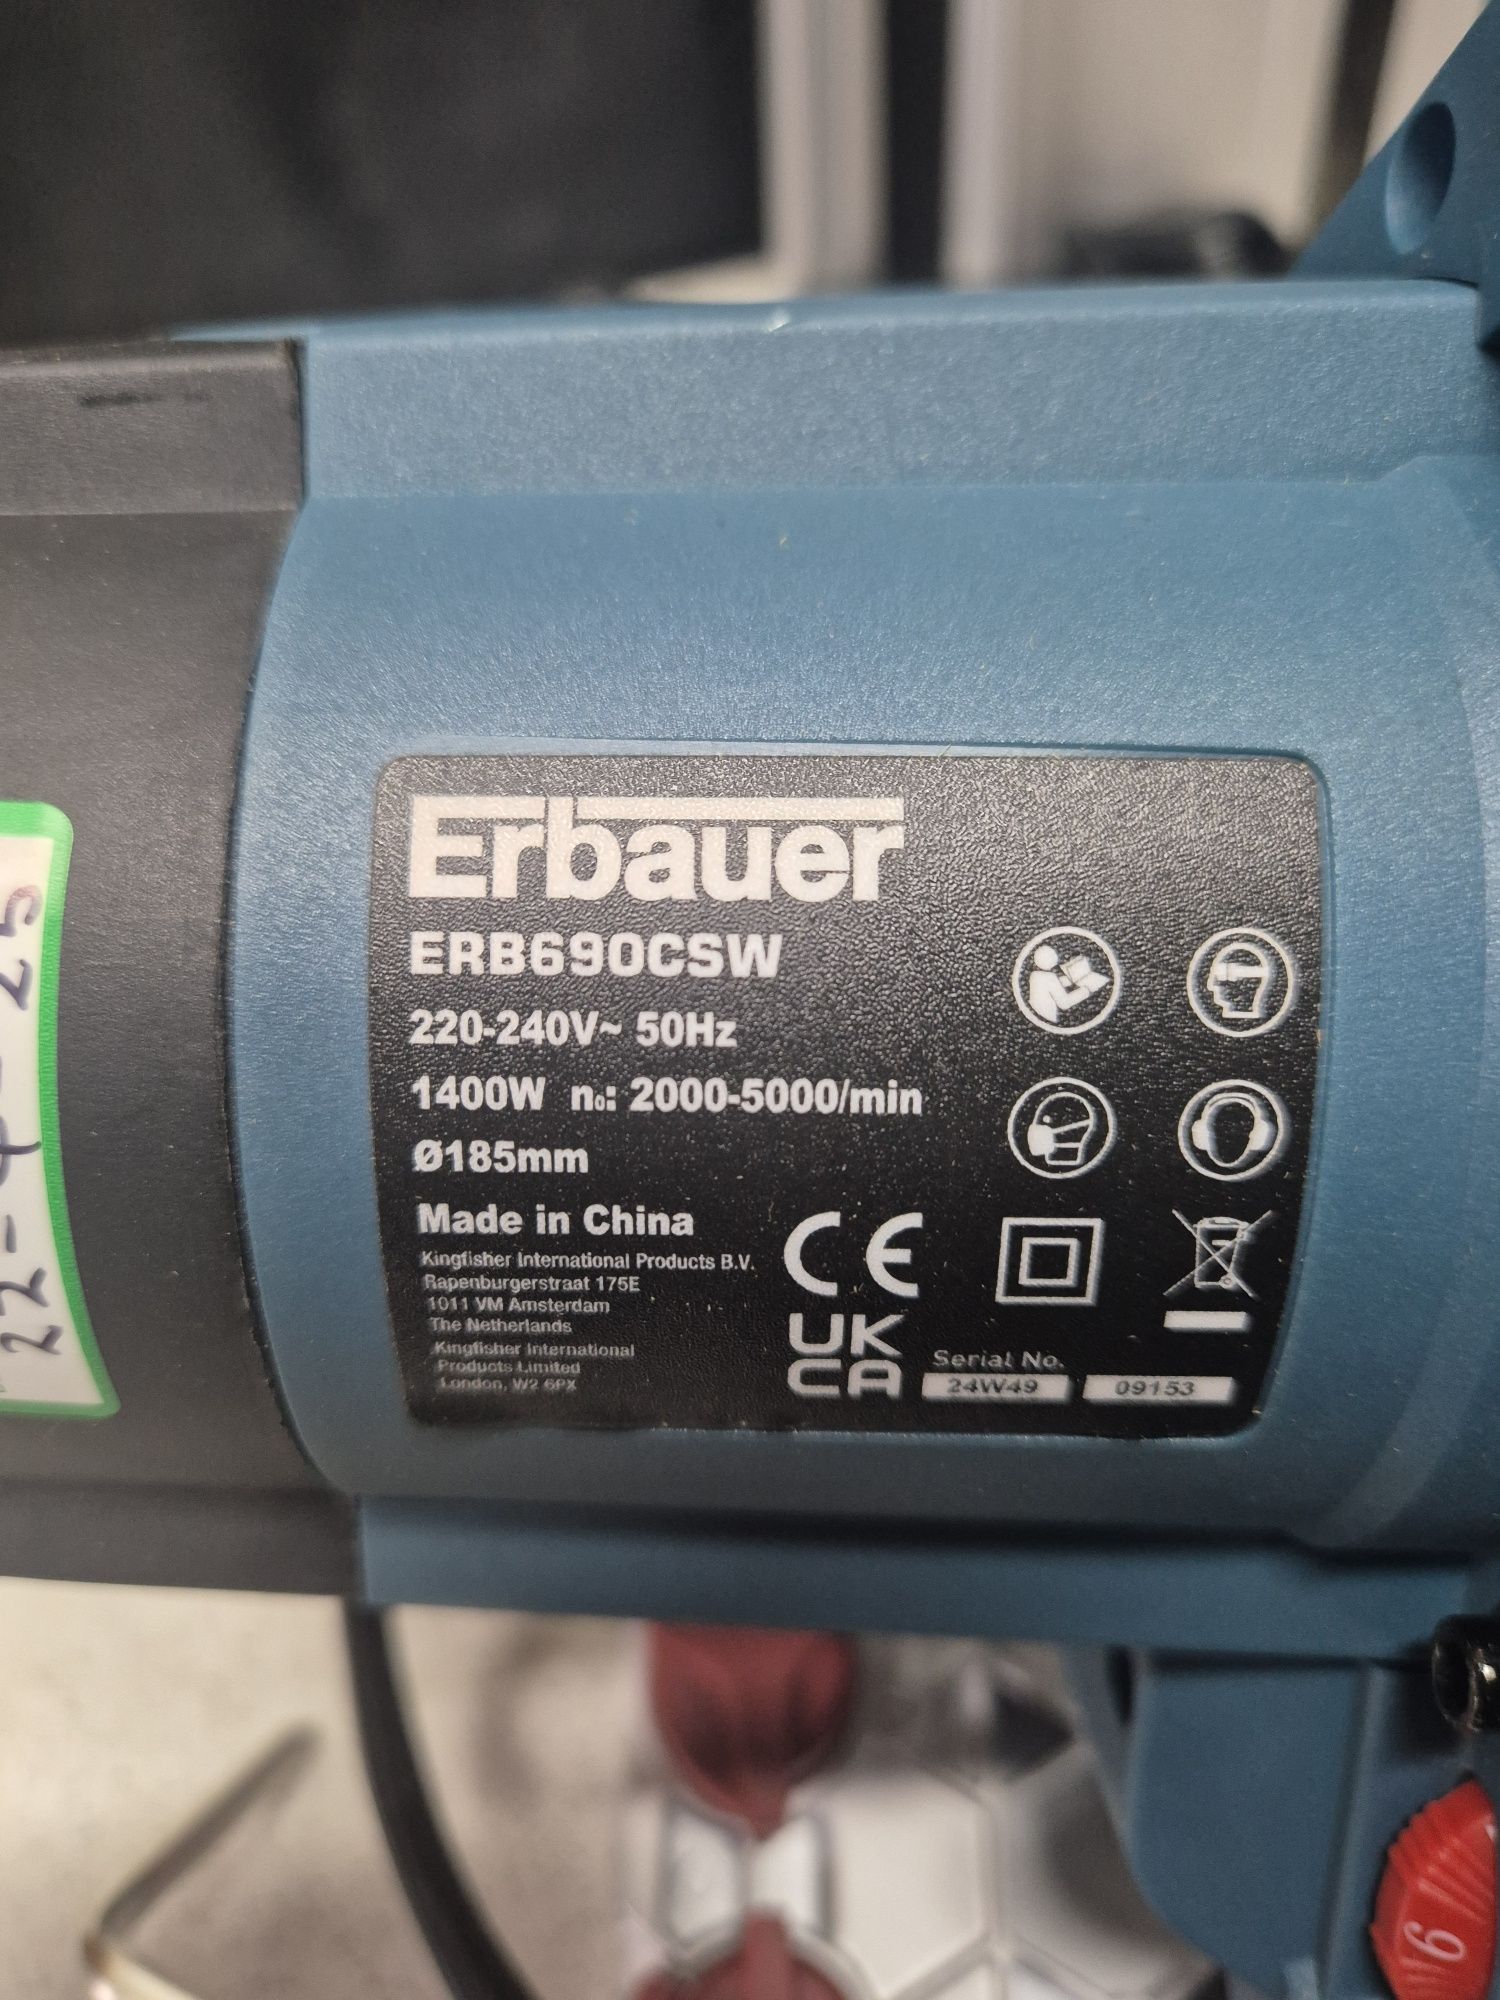 Erbauer
ERB690CSW
220-240V~ 50Hz
1400W n₀: 2000-5000/min
Ø185mm
Made in China
Kingfisher International Products B.V.
Rapenburgerstraat 175E
1011 VM Amsterdam
The Netherlands
Kingfisher International
Products Limited
London, W2 6PX
CE
UK
CA
Serial No.
24W49 09153
6